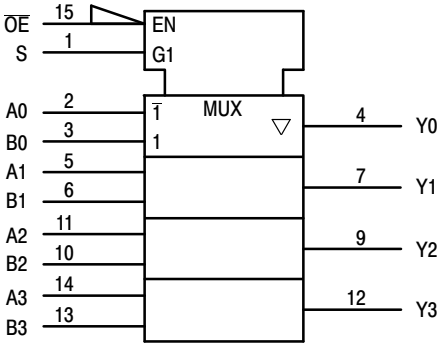 O̅E̅ 15 EN
S 1 G1
MUX
A0 2 1̅ 4 Y0
B0 3 1
A1 5 7 Y1
B1 6
A2 11 9 Y2
B2 10
A3 14 12 Y3
B3 13